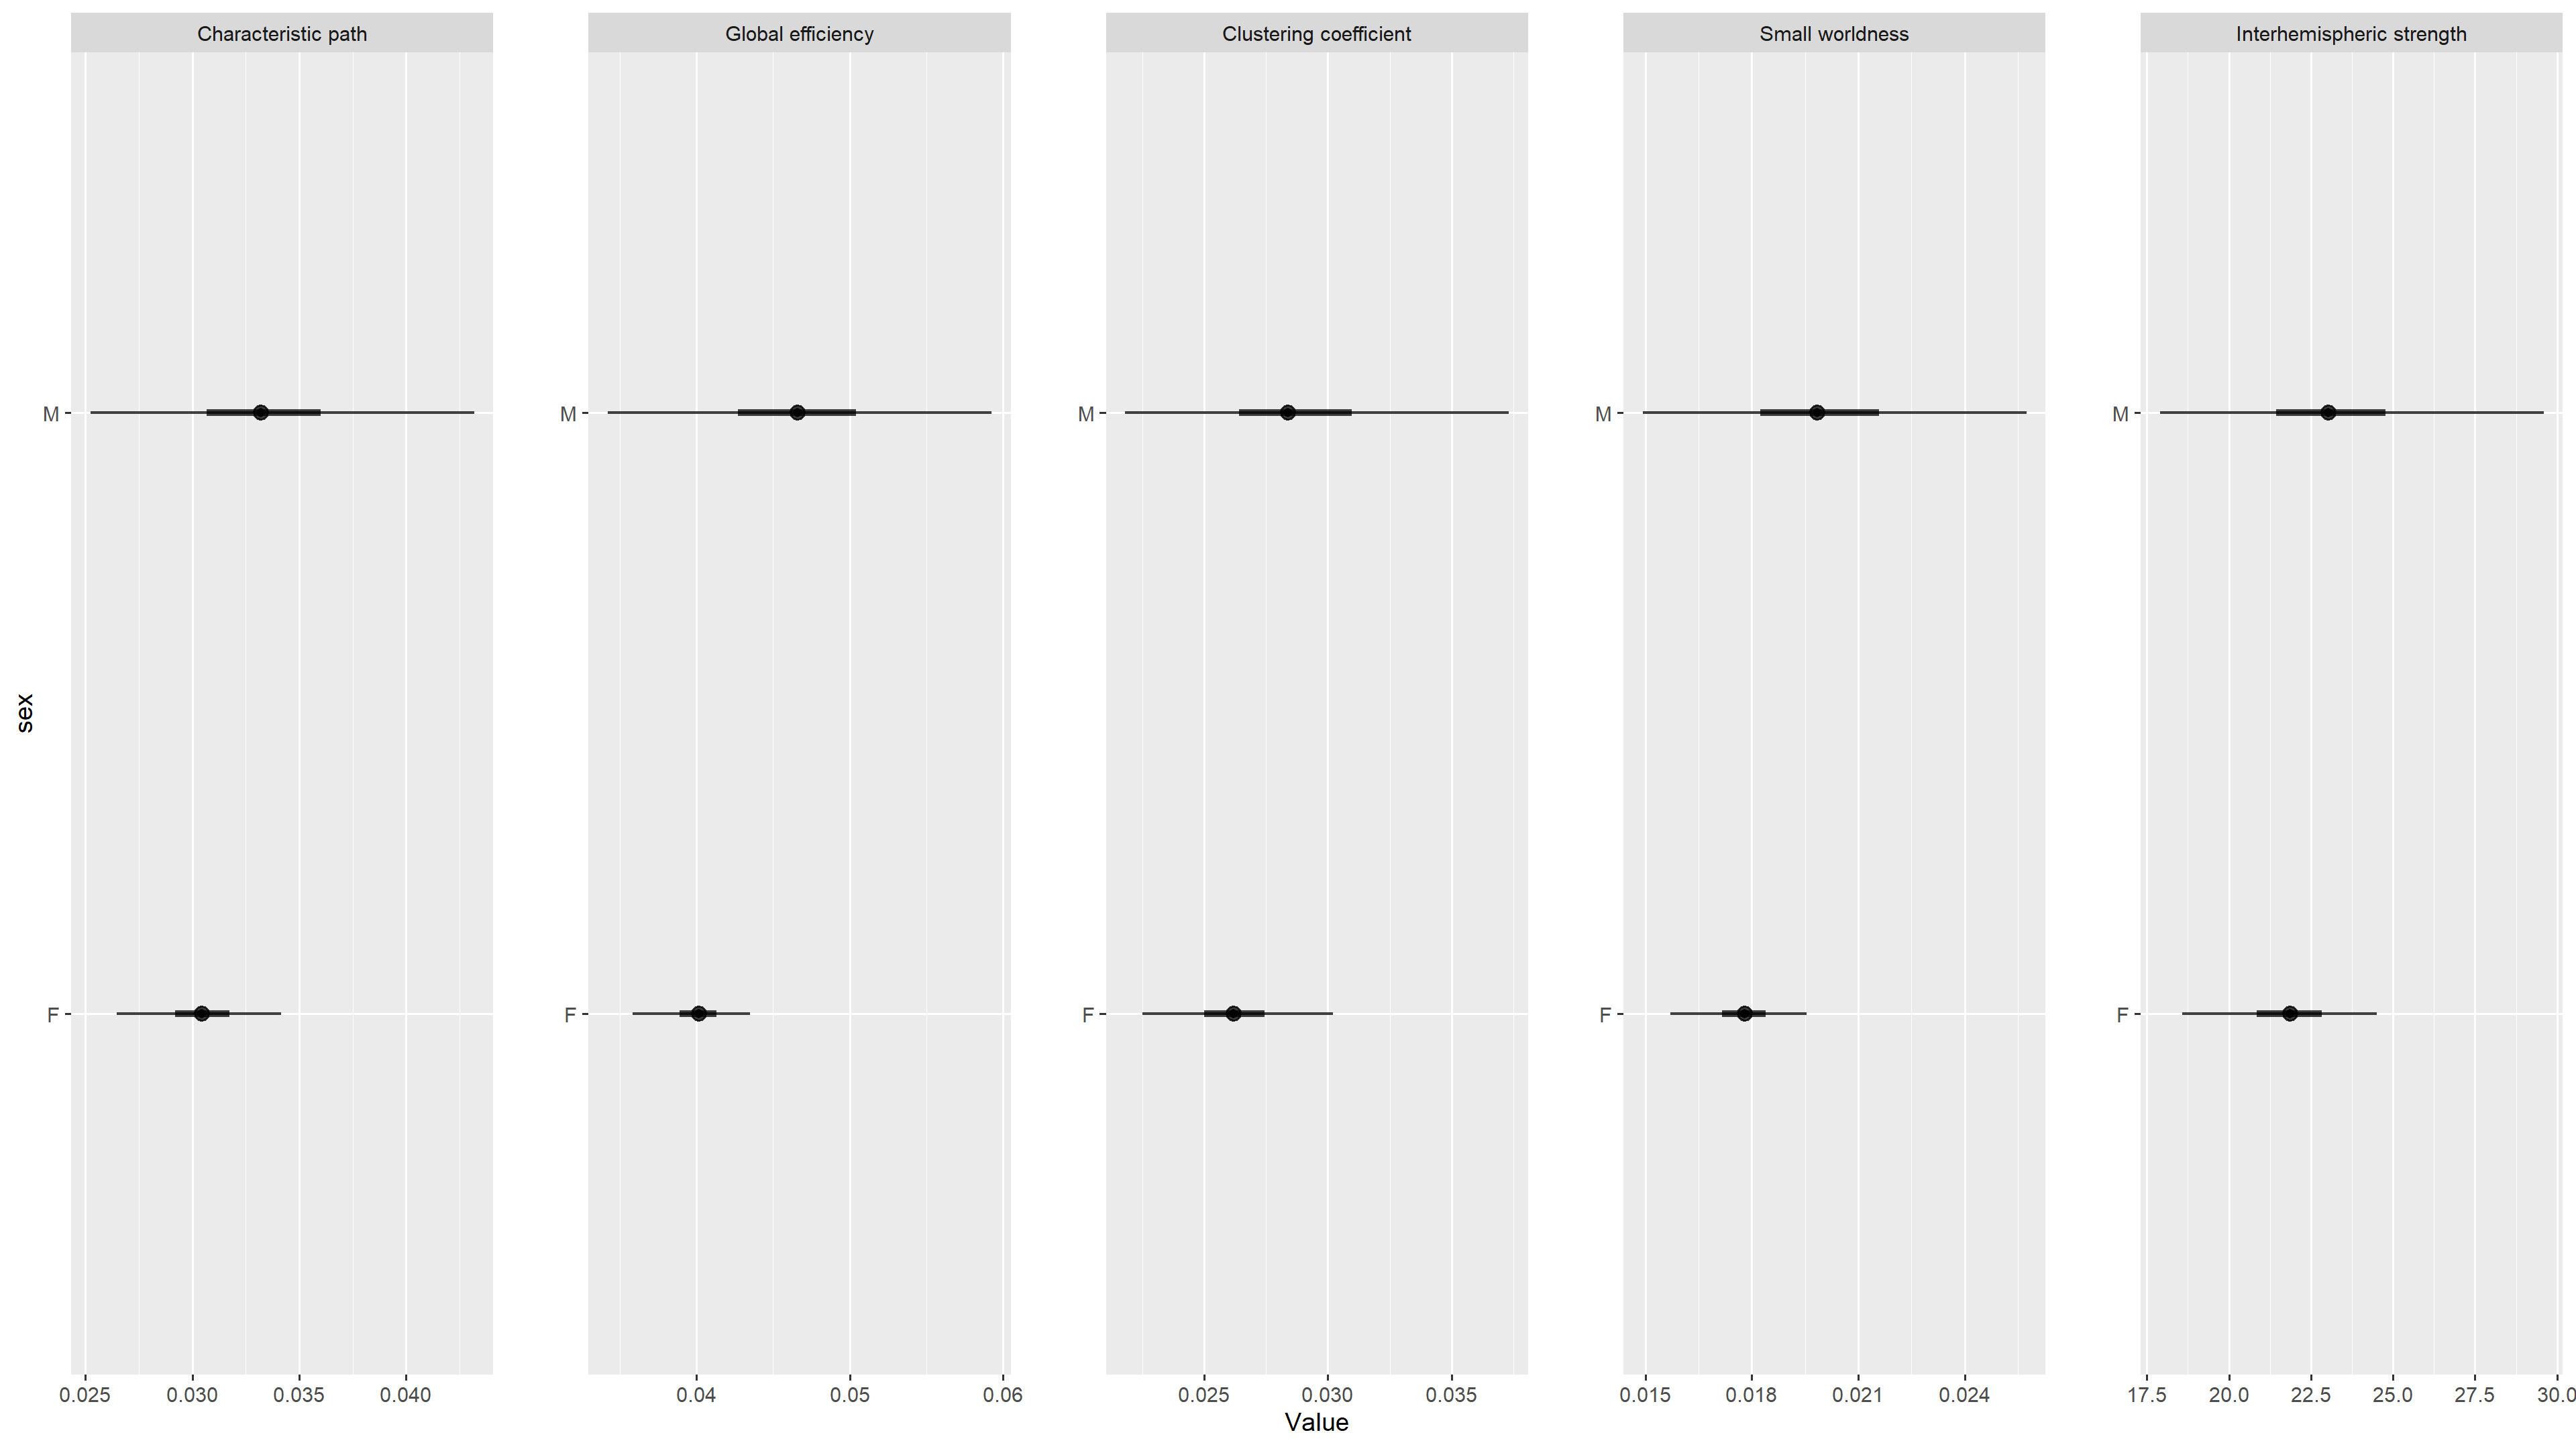 Characteristic path
Global efficiency
Clustering coefficient
Small worldness
Interhemispheric strength
M
M
M
M
M
sex
F
F
F
F
F
0.025 0.030 0.035 0.040
0.04 0.05 0.06
0.025 0.030 0.035
0.015 0.018 0.021 0.024
17.5 20.0 22.5 25.0 27.5 30.0
Value